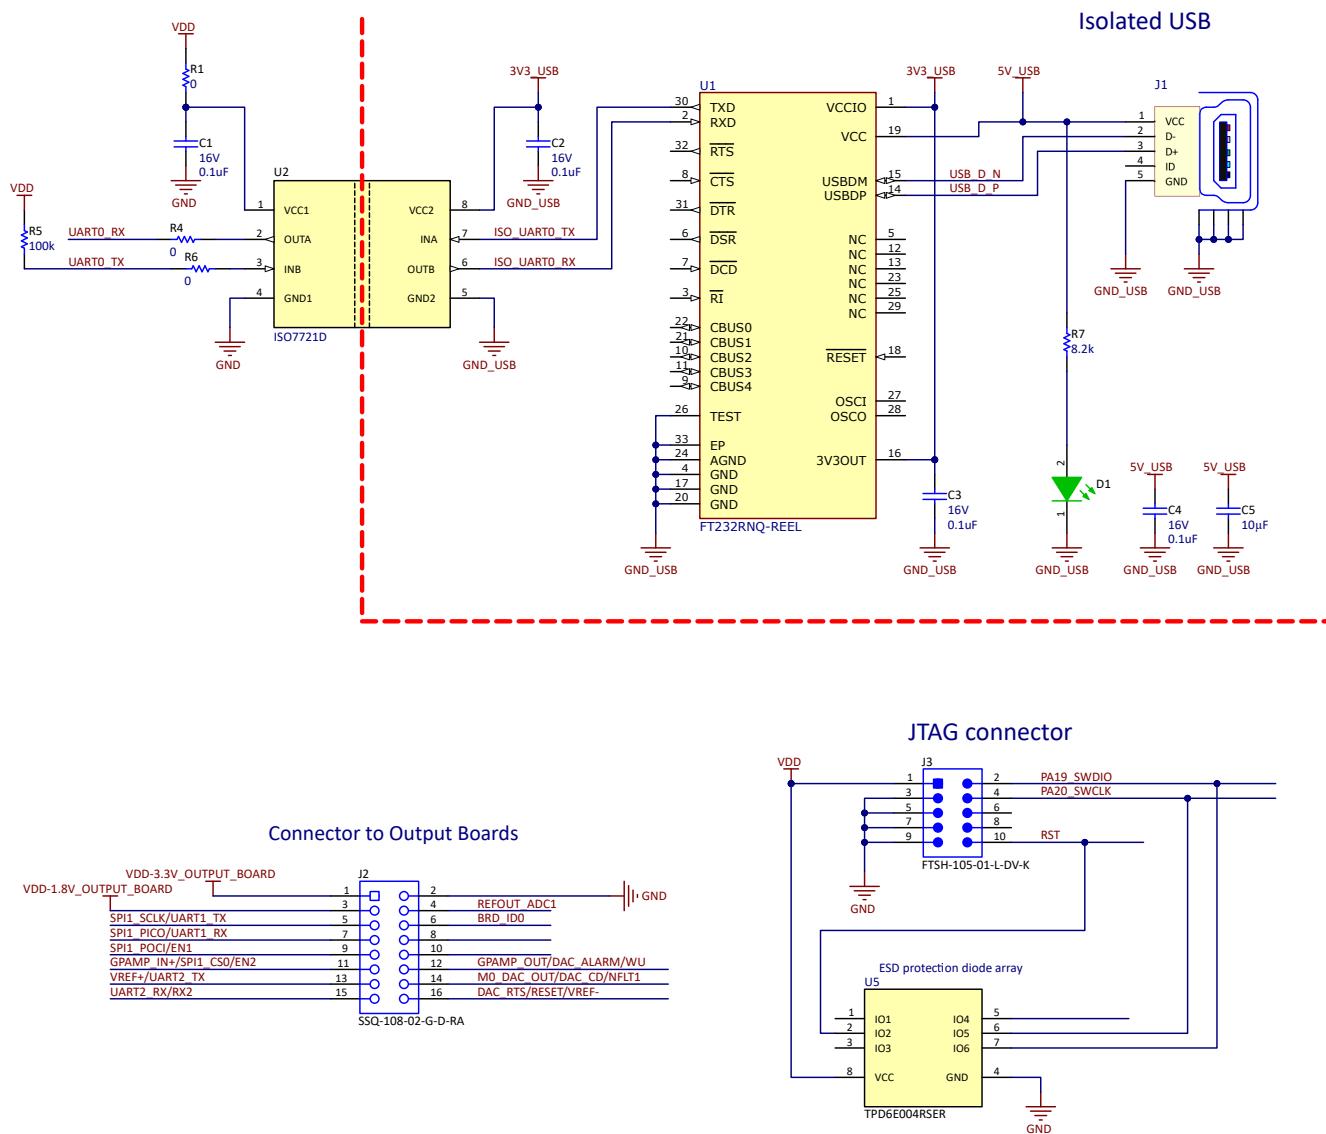 Isolated USB
VDD
R1
0
C1
16V
0.1uF
GND
3V3_USB
C2
16V
0.1uF
GND_USB
VDD
R5
100k
UART0_RX
R4
0
UART0_TX
R6
0
U2
1 VCC1 VCC2 8
2 OUTA INA 7
3 INB OUTB 6
4 GND1 GND2 5
ISO7721D
GND
GND_USB
ISO_UART0_TX
ISO_UART0_RX
U1
30 TXD VCCIO 1
2 RXD
VCC 19
32 RTS
8 CTS USBDM 15
USBDP 14
31 DTR
6 DSR NC 5
NC 12
7 DCD NC 13
NC 23
3 RI NC 25
NC 29
22 CBUS0
21 CBUS1
10 CBUS2 RESET 18
11 CBUS3
9 CBUS4
OSCI 27
26 TEST OSCO 28
33 EP
24 AGND 3V3OUT 16
4 GND
17 GND
20 GND
FT232RNQ-REEL
GND_USB
3V3_USB
5V_USB
USB_D_N
USB_D_P
J1
1 VCC
2 D-
3 D+
4 ID
5 GND
GND_USB
GND_USB
R7
8.2k
2
D1
1
GND_USB
C3
16V
0.1uF
GND_USB
5V_USB
C4
16V
0.1uF
GND_USB
5V_USB
C5
10µF
GND_USB
JTAG connector
VDD
J3
1 2 PA19_SWDIO
3 4 PA20_SWCLK
5 6
7 8
9 10 RST
FTSH-105-01-L-DV-K
GND
ESD protection diode array
U5
1 IO1 IO4 5
2 IO2 IO5 6
3 IO3 IO6 7
8 VCC GND 4
TPD6E004RSER
GND
Connector to Output Boards
VDD-3.3V_OUTPUT_BOARD
VDD-1.8V_OUTPUT_BOARD
J2
1 2 GND
3 4 REFOUT_ADC1
SPI1_SCLK/UART1_TX 5 6 BRD_ID0
SPI1_PICO/UART1_RX 7 8
SPI1_POCI/EN1 9 10
GPAMP_IN+/SPI1_CS0/EN2 11 12 GPAMP_OUT/DAC_ALARM/WU
VREF+/UART2_TX 13 14 M0_DAC_OUT/DAC_CD/NFLT1
UART2_RX/RX2 15 16 DAC_RTS/RESET/VREF-
SSQ-108-02-G-D-RA